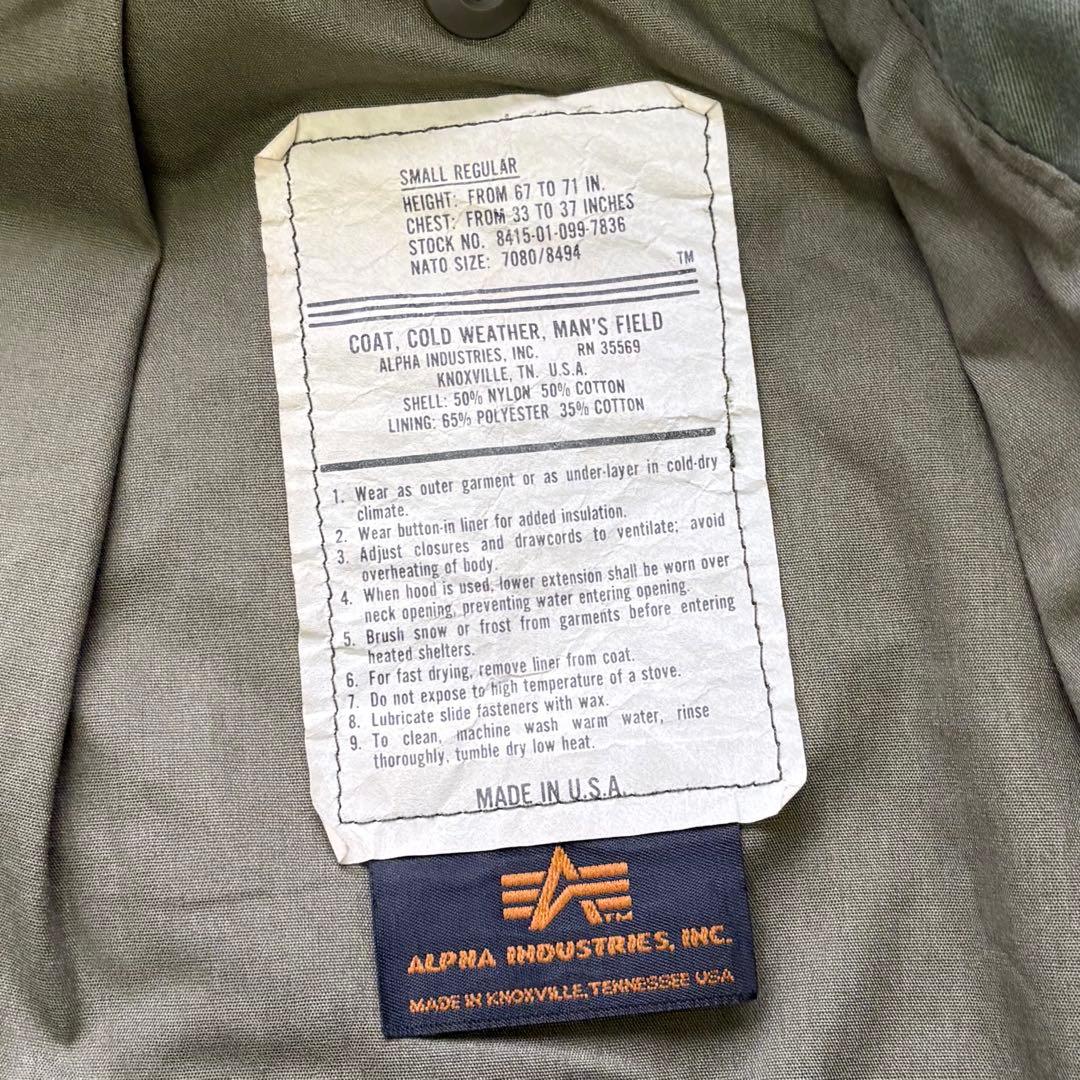 SMALL REGULAR
HEIGHT: FROM 67 TO 71 IN.
CHEST: FROM 33 TO 37 INCHES
STOCK NO. 8415-01-099-7836
NATO SIZE: 7080/8494
TM
COAT, COLD WEATHER, MAN'S FIELD
ALPHA INDUSTRIES, INC. RN 35569
KNOXVILLE, TN. U.S.A.
SHELL: 50% NYLON 50% COTTON
LINING: 65% POLYESTER 35% COTTON
1. Wear as outer garment or as under-layer in cold-dry
climate.
2. Wear button-in liner for added insulation.
3. Adjust closures and drawcords to ventilate; avoid
overheating of body.
4. When hood is used, lower extension shall be worn over
neck opening, preventing water entering opening.
5. Brush snow or frost from garments before entering
heated shelters.
6. For fast drying, remove liner from coat.
7. Do not expose to high temperature of a stove.
8. Lubricate slide fasteners with wax.
9. To clean, machine wash warm water, rinse
thoroughly, tumble dry low heat.
MADE IN U.S.A.
TM
ALPHA INDUSTRIES, INC.
MADE IN KNOXVILLE, TENNESSEE USA